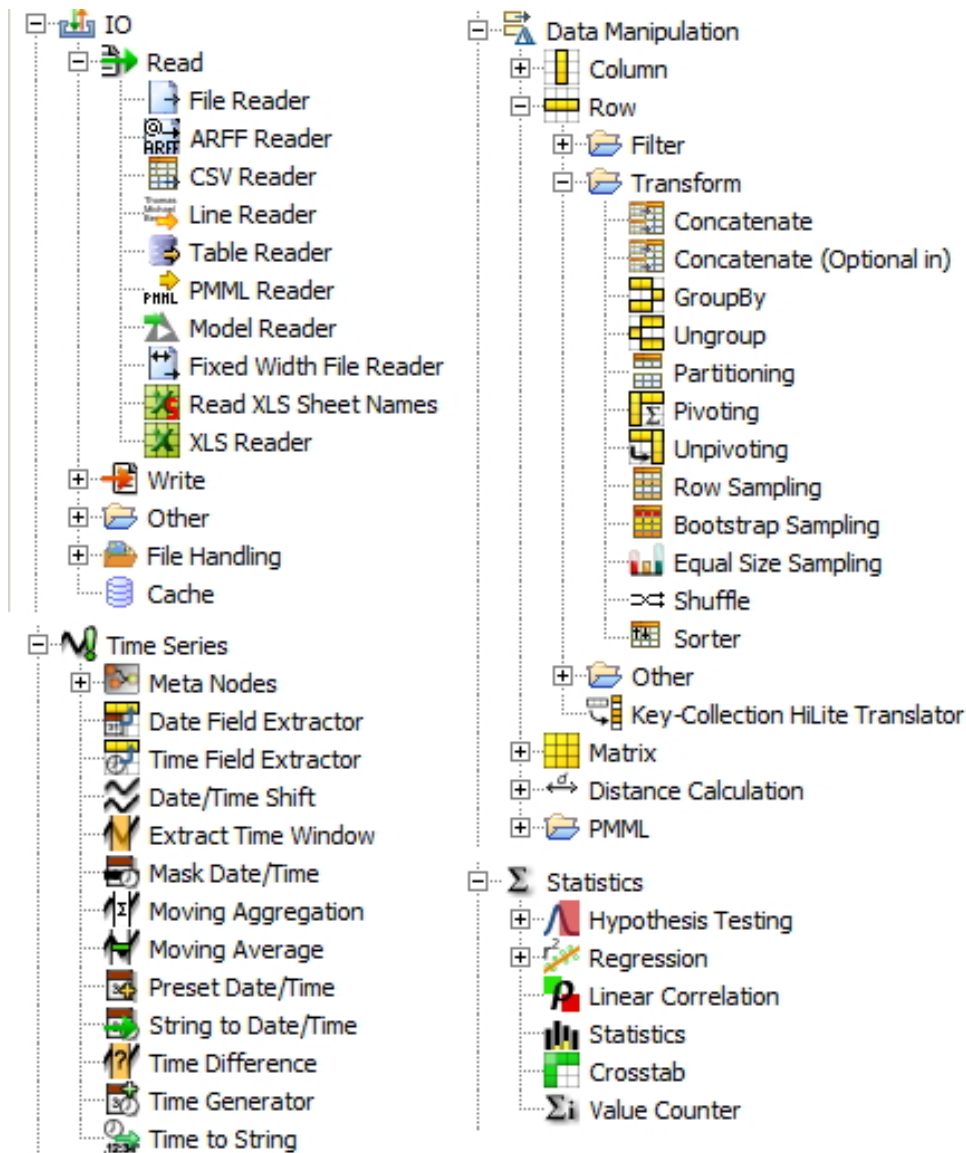 IO
Read
File Reader
ARFF Reader
CSV Reader
Line Reader
Table Reader
PMML Reader
Model Reader
Fixed Width File Reader
Read XLS Sheet Names
XLS Reader
Write
Other
File Handling
Cache
Time Series
Meta Nodes
Date Field Extractor
Time Field Extractor
Date/Time Shift
Extract Time Window
Mask Date/Time
Moving Aggregation
Moving Average
Preset Date/Time
String to Date/Time
Time Difference
Time Generator
Time to String
Data Manipulation
Column
Row
Filter
Transform
Concatenate
Concatenate (Optional in)
GroupBy
Ungroup
Partitioning
Pivoting
Unpivoting
Row Sampling
Bootstrap Sampling
Equal Size Sampling
Shuffle
Sorter
Other
Key-Collection HiLite Translator
Matrix
Distance Calculation
PMML
Statistics
Hypothesis Testing
Regression
Linear Correlation
Statistics
Crosstab
Value Counter